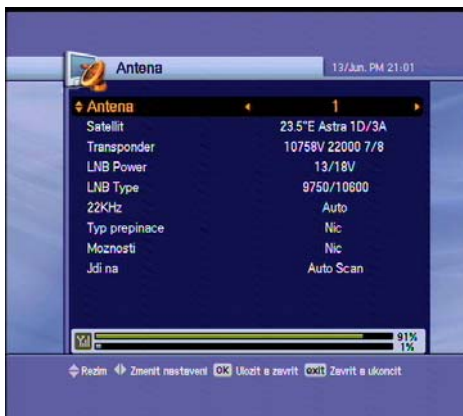 Antena 13/Jun. PM 21:01
Antena 1
Satellit 23.5"E Astra 1D/3A
Transponder 10758V 22000 7/8
LNB Power 13/18V
LNB Type 9750/10600
22KHz Auto
Typ prepinace Nic
Moznosti Nic
Jdi na Auto Scan
91%
1%
Rezim Zmenit nastaveni OK Ulozit a zavrit exit Zavrit a ukoncit